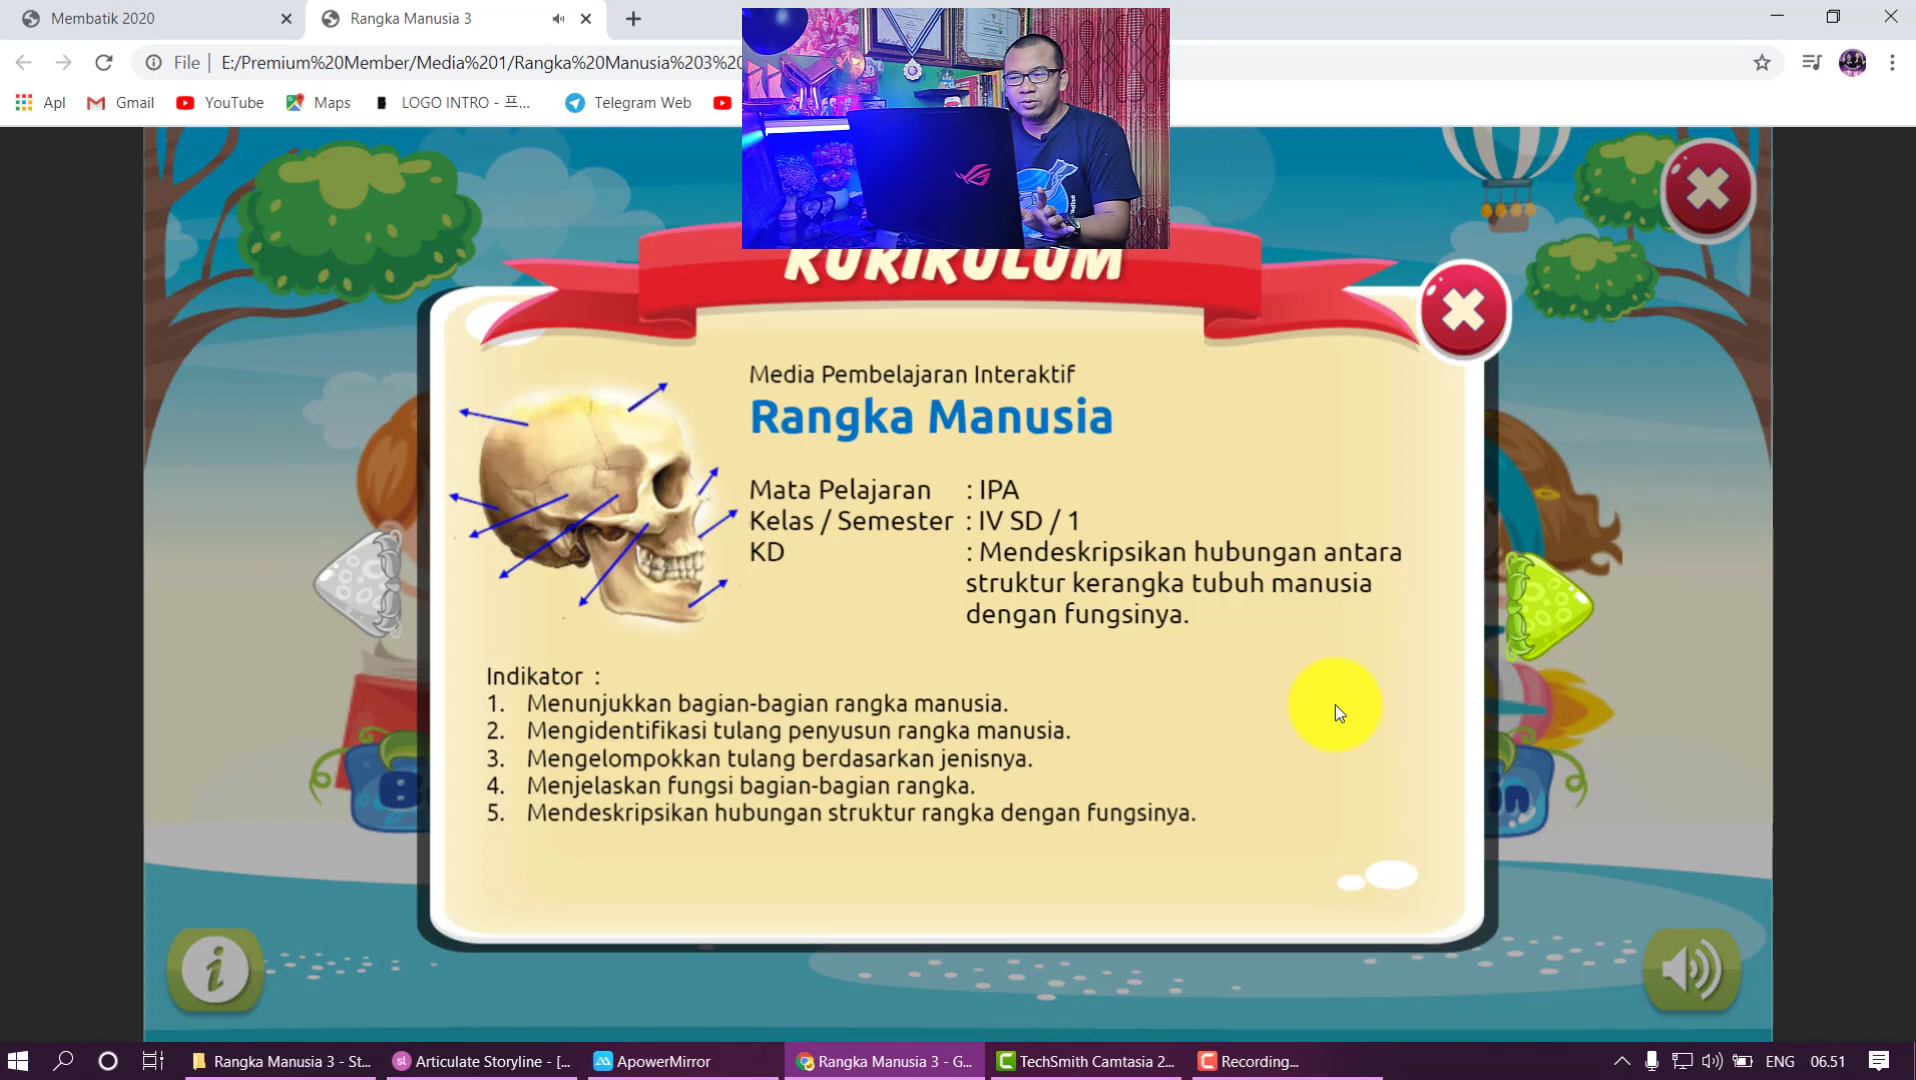 Membatik 2020
Rangka Manusia 3
File
E:/Premium%20Member/Media%201/Rangka%20Manusia%203%20
Apl
Gmail
YouTube
Maps
LOGO INTRO - 프...
Telegram Web
KURIKULUM
Media Pembelajaran Interaktif
Rangka Manusia
Mata Pelajaran : IPA
Kelas / Semester : IV SD / 1
KD : Mendeskripsikan hubungan antara
struktur kerangka tubuh manusia
dengan fungsinya.
Indikator :
1. Menunjukkan bagian-bagian rangka manusia.
2. Mengidentifikasi tulang penyusun rangka manusia.
3. Mengelompokkan tulang berdasarkan jenisnya.
4. Menjelaskan fungsi bagian-bagian rangka.
5. Mendeskripsikan hubungan struktur rangka dengan fungsinya.
B
in
i
Rangka Manusia 3 - St...
sl
Articulate Storyline - [...
ApowerMirror
Rangka Manusia 3 - G...
TechSmith Camtasia 2...
Recording...
ENG
06.51